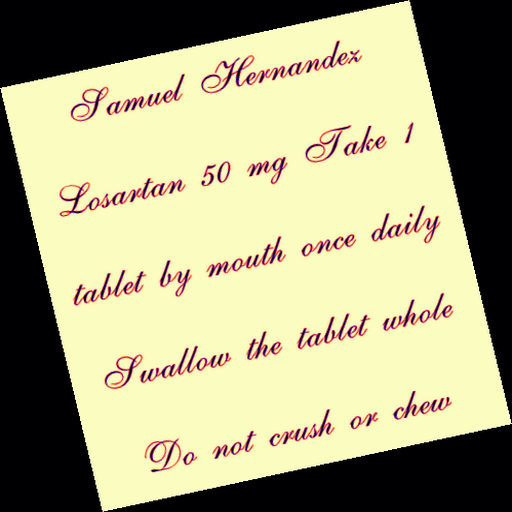 Samuel Hernandez
Losartan 50 mg Take 1
tablet by mouth once daily
Swallow the tablet whole
Do not crush or chew